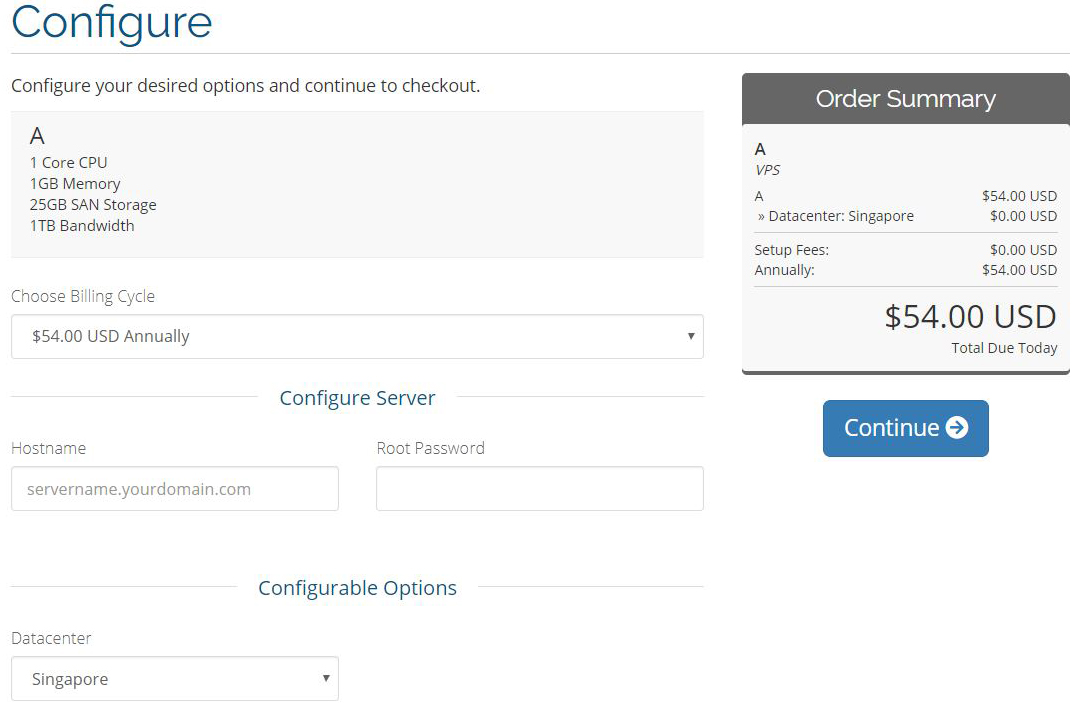 Configure
Configure your desired options and continue to checkout.
A
1 Core CPU
1GB Memory
25GB SAN Storage
1TB Bandwidth
Choose Billing Cycle
$54.00 USD Annually
Configure Server
Hostname
Root Password
servername.yourdomain.com
Configurable Options
Datacenter
Singapore
Order Summary
A
VPS
A $54.00 USD
» Datacenter: Singapore $0.00 USD
Setup Fees: $0.00 USD
Annually: $54.00 USD
$54.00 USD
Total Due Today
Continue